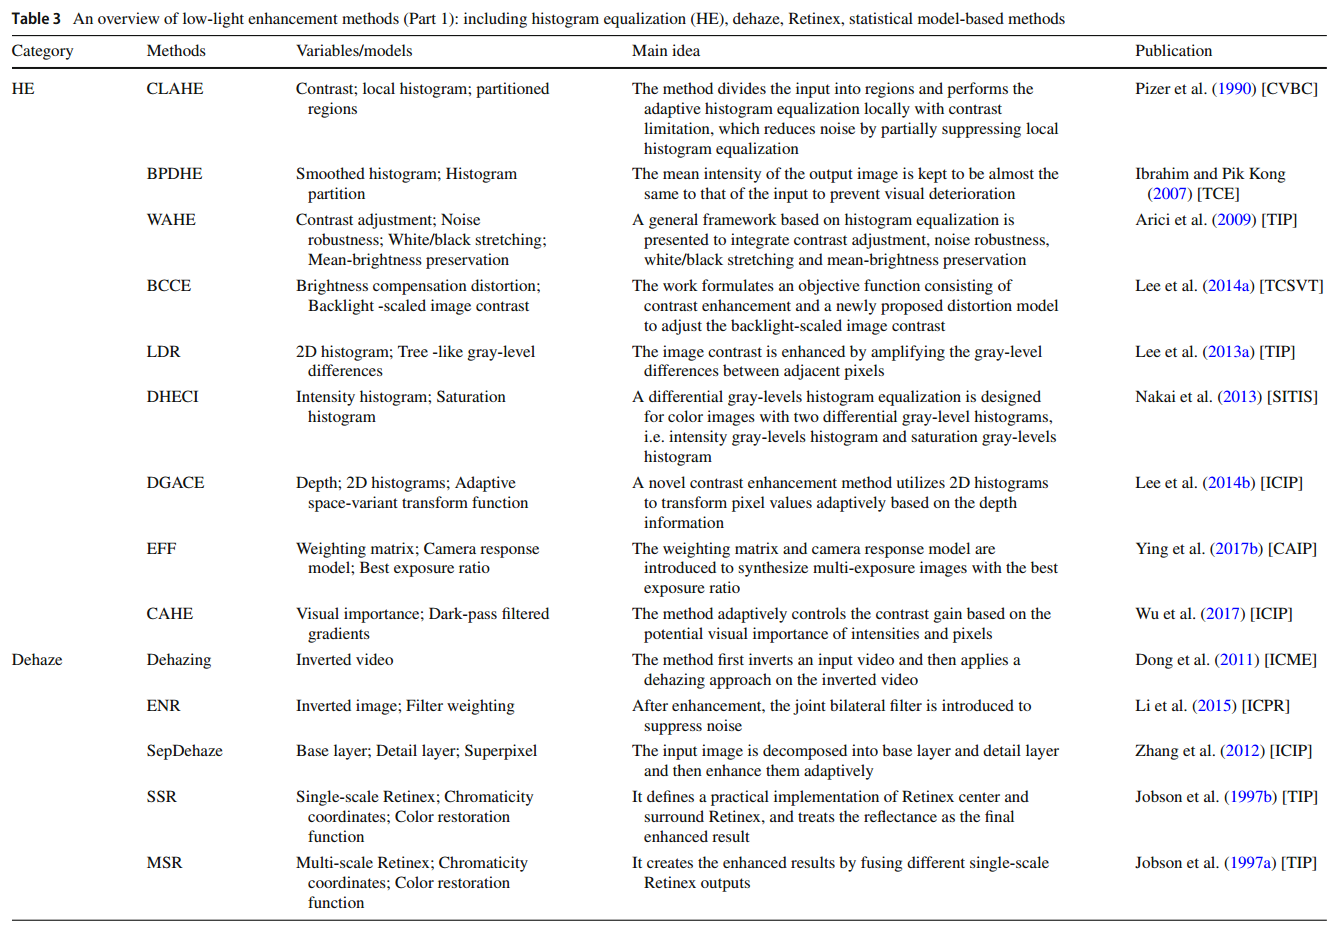 Table 3 An overview of low-light enhancement methods (Part 1): including histogram equalization (HE), dehaze, Retinex, statistical model-based methods
Category Methods Variables/models Main idea Publication
HE CLAHE Contrast; local histogram; partitioned The method divides the input into regions and performs the Pizer et al. (1990) [CVBC]
regions adaptive histogram equalization locally with contrast
limitation, which reduces noise by partially suppressing local
histogram equalization
BPDHE Smoothed histogram; Histogram The mean intensity of the output image is kept to be almost the Ibrahim and Pik Kong
partition same to that of the input to prevent visual deterioration (2007) [TCE]
WAHE Contrast adjustment; Noise A general framework based on histogram equalization is Arici et al. (2009) [TIP]
robustness; White/black stretching; presented to integrate contrast adjustment, noise robustness,
Mean-brightness preservation white/black stretching and mean-brightness preservation
BCCE Brightness compensation distortion; The work formulates an objective function consisting of Lee et al. (2014a) [TCSVT]
Backlight -scaled image contrast contrast enhancement and a newly proposed distortion model
to adjust the backlight-scaled image contrast
LDR 2D histogram; Tree -like gray-level The image contrast is enhanced by amplifying the gray-level Lee et al. (2013a) [TIP]
differences differences between adjacent pixels
DHECI Intensity histogram; Saturation A differential gray-levels histogram equalization is designed Nakai et al. (2013) [SITIS]
histogram for color images with two differential gray-level histograms,
i.e. intensity gray-levels histogram and saturation gray-levels
histogram
DGACE Depth; 2D histograms; Adaptive A novel contrast enhancement method utilizes 2D histograms Lee et al. (2014b) [ICIP]
space-variant transform function to transform pixel values adaptively based on the depth
information
EFF Weighting matrix; Camera response The weighting matrix and camera response model are Ying et al. (2017b) [CAIP]
model; Best exposure ratio introduced to synthesize multi-exposure images with the best
exposure ratio
CAHE Visual importance; Dark-pass filtered The method adaptively controls the contrast gain based on the Wu et al. (2017) [ICIP]
gradients potential visual importance of intensities and pixels
Dehaze Dehazing Inverted video The method first inverts an input video and then applies a Dong et al. (2011) [ICME]
dehazing approach on the inverted video
ENR Inverted image; Filter weighting After enhancement, the joint bilateral filter is introduced to Li et al. (2015) [ICPR]
suppress noise
SepDehaze Base layer; Detail layer; Superpixel The input image is decomposed into base layer and detail layer Zhang et al. (2012) [ICIP]
and then enhance them adaptively
SSR Single-scale Retinex; Chromaticity It defines a practical implementation of Retinex center and Jobson et al. (1997b) [TIP]
coordinates; Color restoration surround Retinex, and treats the reflectance as the final
function enhanced result
MSR Multi-scale Retinex; Chromaticity It creates the enhanced results by fusing different single-scale Jobson et al. (1997a) [TIP]
coordinates; Color restoration Retinex outputs
function